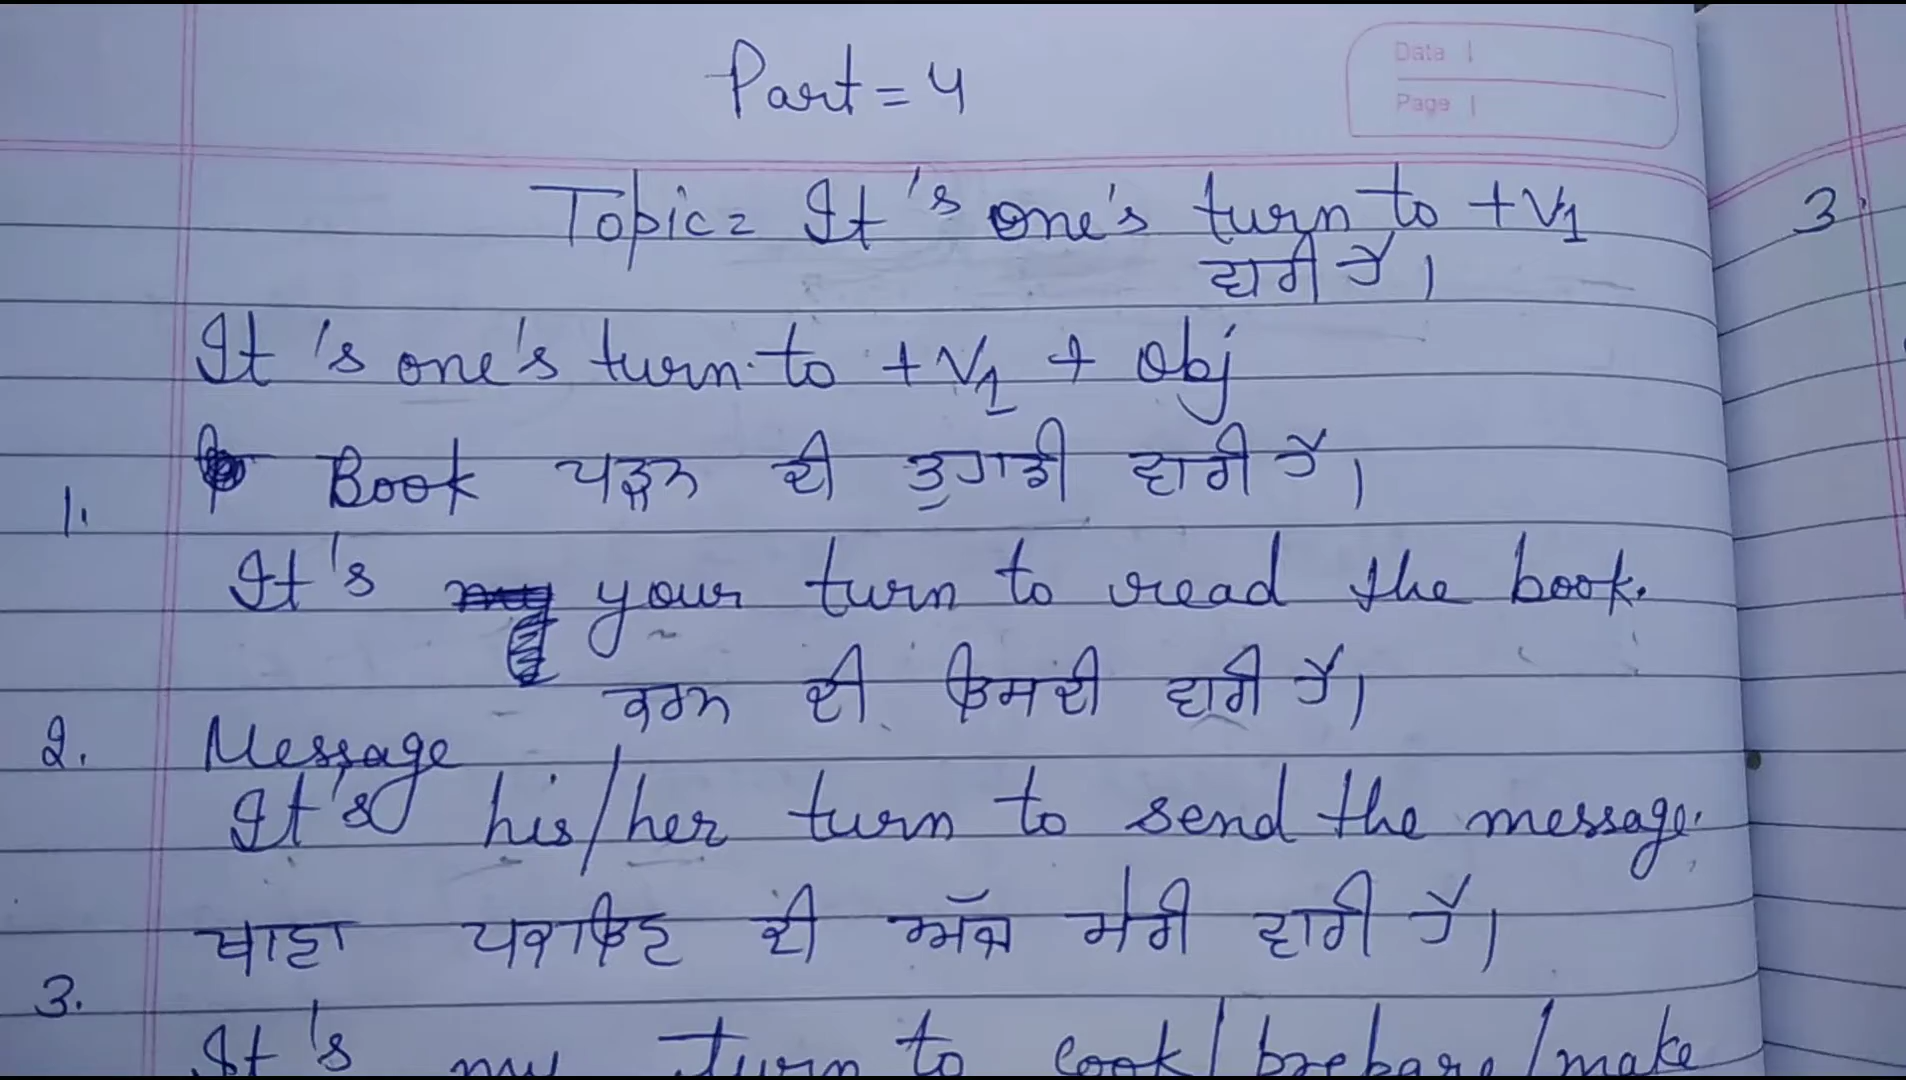 Part = 4
Data
Page
Topic = It's one's turn to + V1
ਵਾਰੀ ਹੈ।
3.
It's one's turn to + V1 + Obj
1. Book ਪੜ੍ਹਨ ਦੀ ਤੁਹਾਡੀ ਵਾਰੀ ਹੈ।
It's your turn to read the book.
2. Message ਕਰਨ ਦੀ ਉਸਦੀ ਵਾਰੀ ਹੈ।
It's his/her turn to send the message.
3. ਖਾਣਾ ਪਕਾਉਣ ਦੀ ਅੱਜ ਮੇਰੀ ਵਾਰੀ ਹੈ।
It's my turn to cook/prepare/make